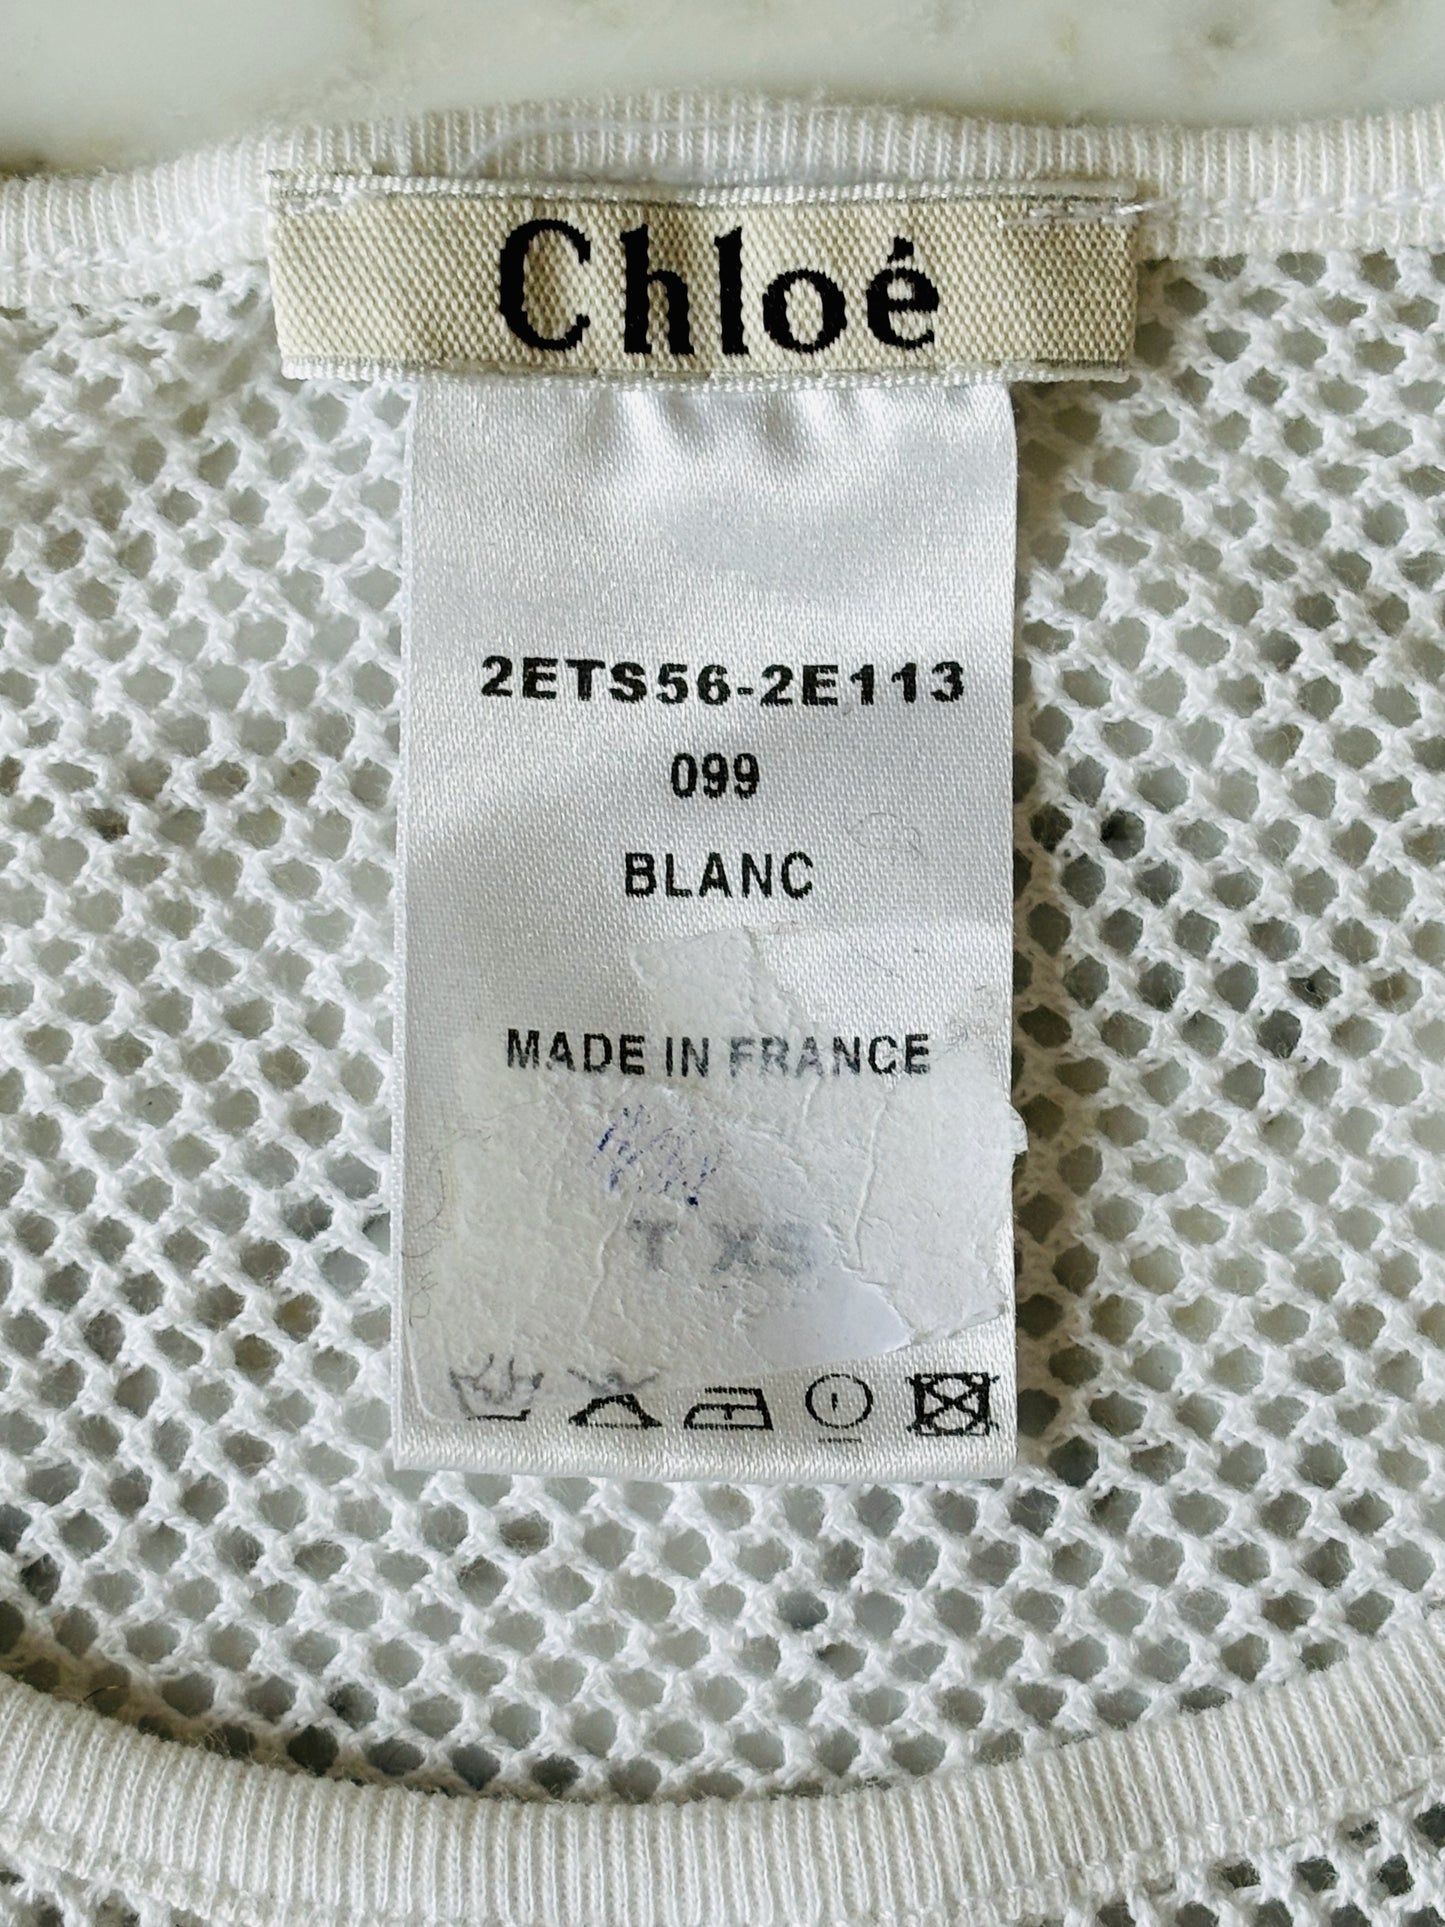 Chloé
2ETS56-2E113
099
BLANC
MADE IN FRANCE
T XS